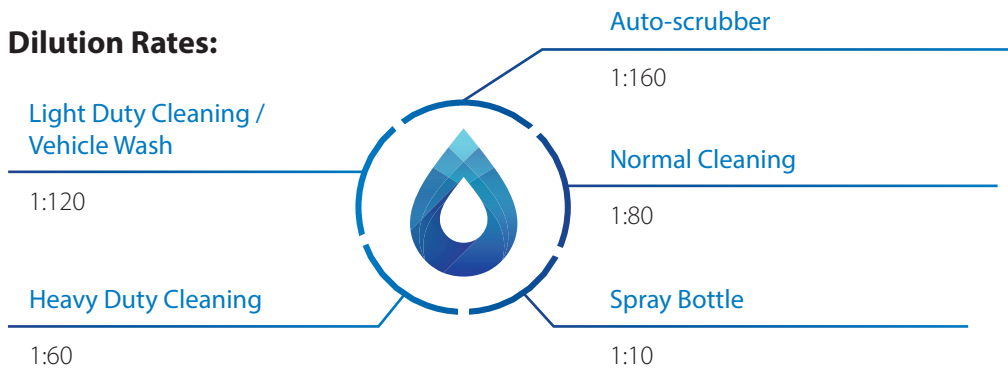 Dilution Rates:
Light Duty Cleaning /
Vehicle Wash
1:120
Heavy Duty Cleaning
1:60
Auto-scrubber
1:160
Normal Cleaning
1:80
Spray Bottle
1:10